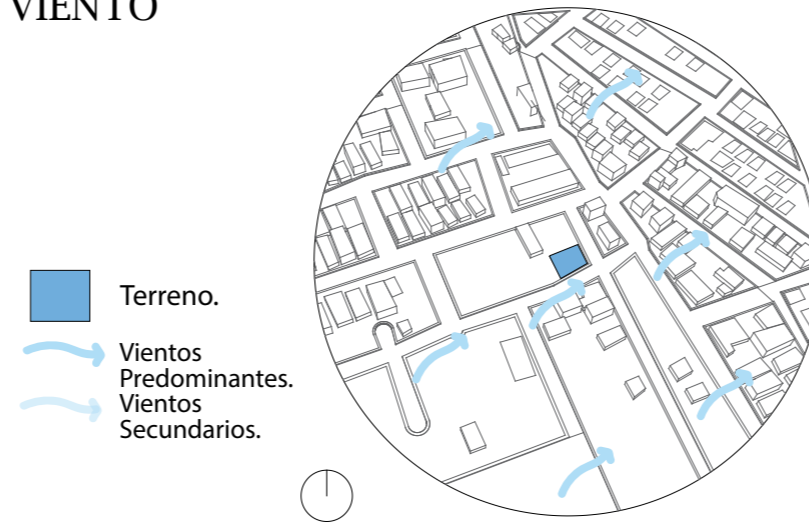 VIENTO
Terreno.
Vientos
Predominantes.
Vientos
Secundarios.